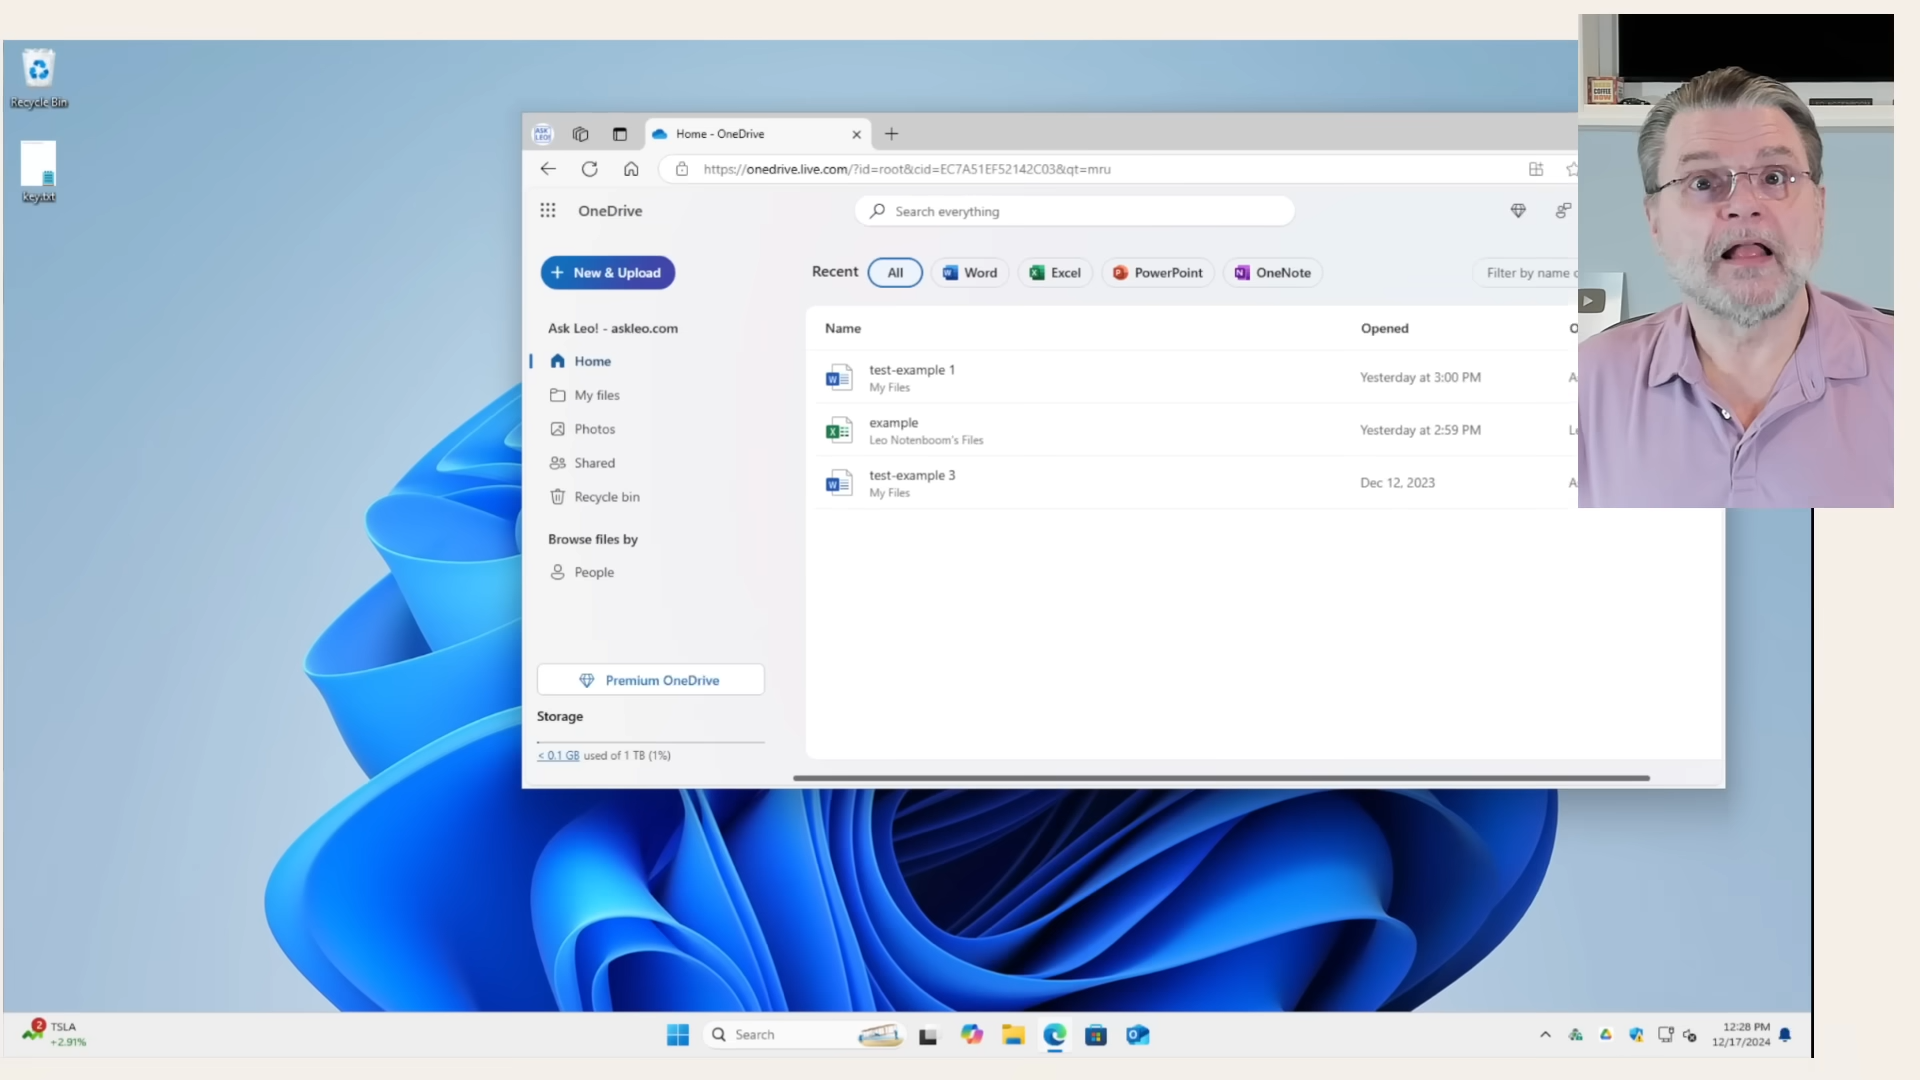 Recycle Bin
key.txt
ASK
LEO!
Home - OneDrive
https://onedrive.live.com/?id=root&cid=EC7A51EF52142C03&qt=mru
OneDrive
Search everything
New & Upload
Recent
All
Word
Excel
PowerPoint
OneNote
Filter by name
Ask Leo! - askleo.com
Home
My files
Photos
Shared
Recycle bin
Browse files by
People
Premium OneDrive
Storage
< 0.1 GB used of 1 TB (1%)
Name
Opened
test-example 1
My Files
Yesterday at 3:00 PM
example
Leo Notenboom's Files
Yesterday at 2:59 PM
test-example 3
My Files
Dec 12, 2023
2
TSLA
+2.91%
Search
12:28 PM
12/17/2024